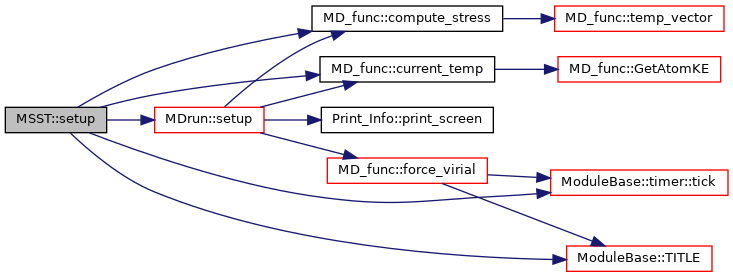 MSST::setup
MDrun::setup
MD_func::compute_stress
MD_func::current_temp
Print_Info::print_screen
MD_func::force_virial
MD_func::temp_vector
MD_func::GetAtomKE
ModuleBase::timer::tick
ModuleBase::TITLE